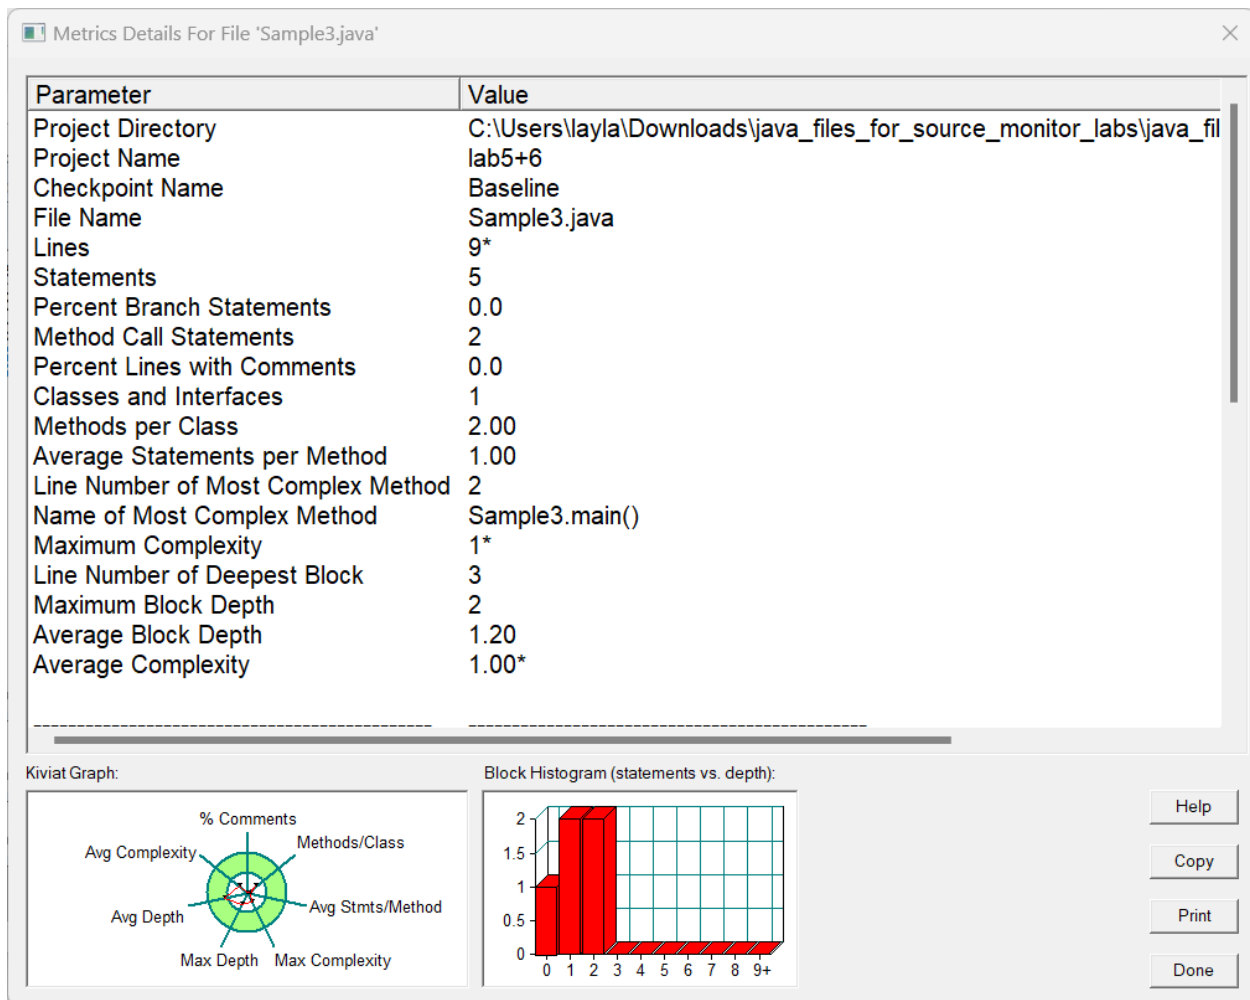 Metrics Details For File 'Sample3.java'
Parameter Value
Project Directory C:\Users\layla\Downloads\java_files_for_source_monitor_labs\java_fil
Project Name lab5+6
Checkpoint Name Baseline
File Name Sample3.java
Lines 9*
Statements 5
Percent Branch Statements 0.0
Method Call Statements 2
Percent Lines with Comments 0.0
Classes and Interfaces 1
Methods per Class 2.00
Average Statements per Method 1.00
Line Number of Most Complex Method 2
Name of Most Complex Method Sample3.main()
Maximum Complexity 1*
Line Number of Deepest Block 3
Maximum Block Depth 2
Average Block Depth 1.20
Average Complexity 1.00*
Kiviat Graph:
% Comments
Methods/Class
Avg Complexity
Avg Stmts/Method
Avg Depth
Max Depth Max Complexity
Block Histogram (statements vs. depth):
2
1.5
1
0.5
0
0 1 2 3 4 5 6 7 8 9+
Help
Copy
Print
Done